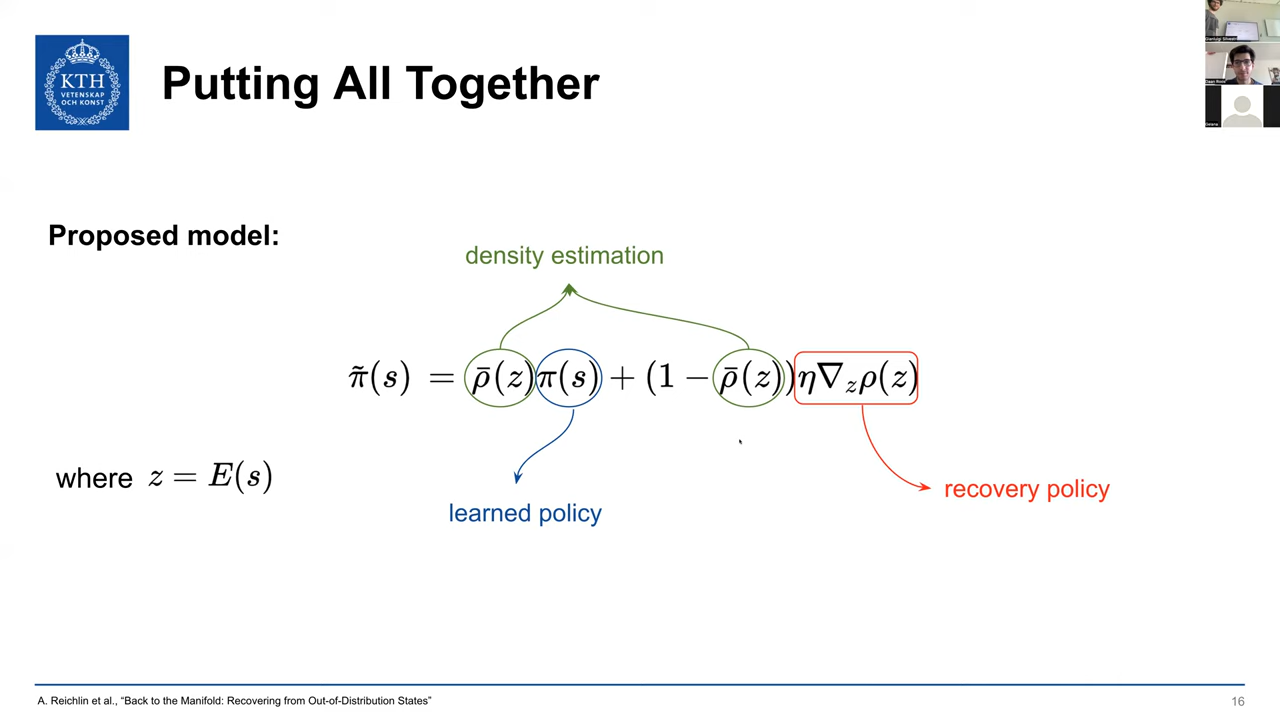 KTH
VETENSKAP
OCH KONST
Putting All Together
Proposed model:
density estimation
π̃(s) = ρ̄(z)π(s) + (1 − ρ̄(z))η∇_zρ(z)
where z = E(s)
learned policy
recovery policy
A. Reichlin et al., “Back to the Manifold: Recovering from Out-of-Distribution States”
16